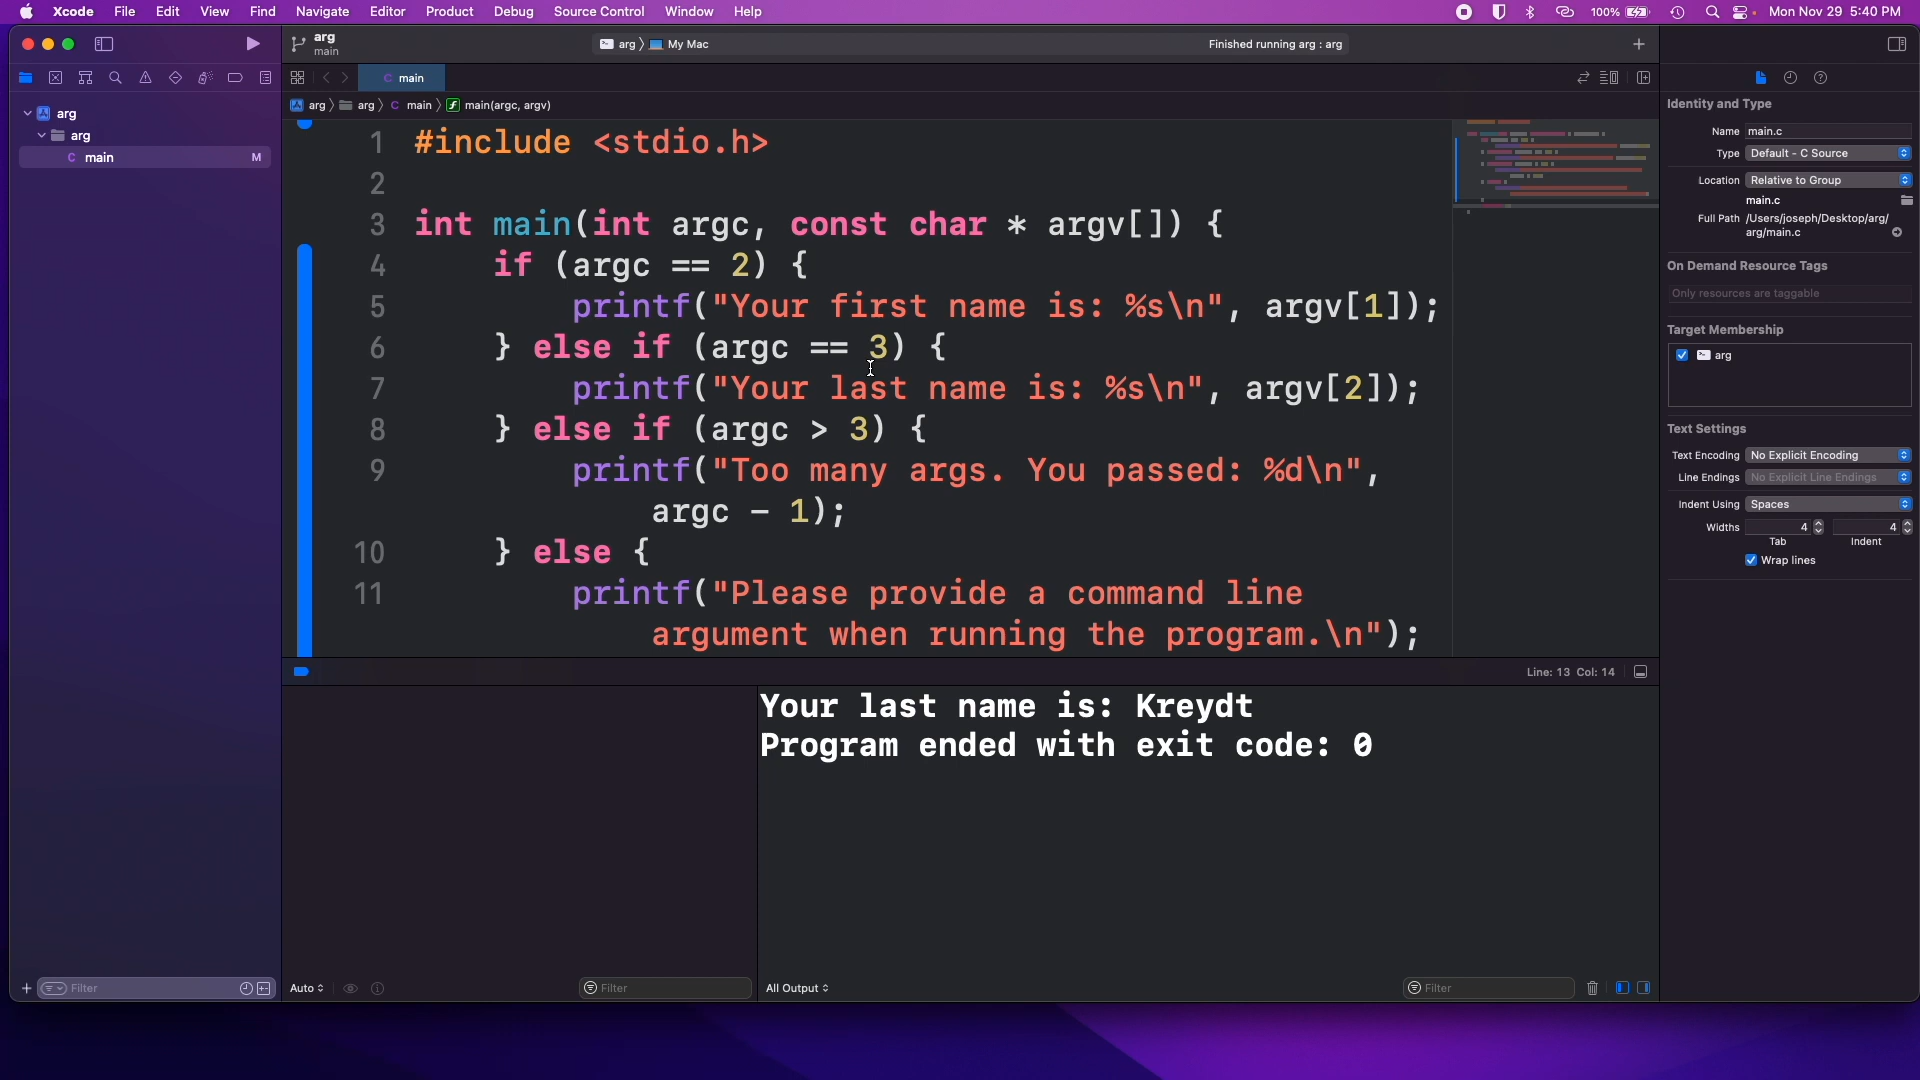 Xcode File Edit View Find Navigate Editor Product Debug Source Control Window Help 100% Mon Nov 29 5:40 PM
arg
main
arg
My Mac
Finished running arg : arg
C main
arg arg C main f main(argc, argv)
arg
arg
C main M
1 #include <stdio.h>
2
3 int main(int argc, const char * argv[]) {
4 if (argc == 2) {
5 printf("Your first name is: %s\n", argv[1]);
6 } else if (argc == 3) {
7 printf("Your last name is: %s\n", argv[2]);
8 } else if (argc > 3) {
9 printf("Too many args. You passed: %d\n",
argc - 1);
10 } else {
11 printf("Please provide a command line
argument when running the program.\n");
Line: 13 Col: 14
Your last name is: Kreydt
Program ended with exit code: 0
Filter
Auto
Filter
All Output
Filter
Identity and Type
Name main.c
Type Default - C Source
Location Relative to Group
main.c
Full Path /Users/joseph/Desktop/arg/
arg/main.c
On Demand Resource Tags
Only resources are taggable
Target Membership
arg
Text Settings
Text Encoding No Explicit Encoding
Line Endings No Explicit Line Endings
Indent Using Spaces
Widths 4 4
Tab Indent
Wrap lines